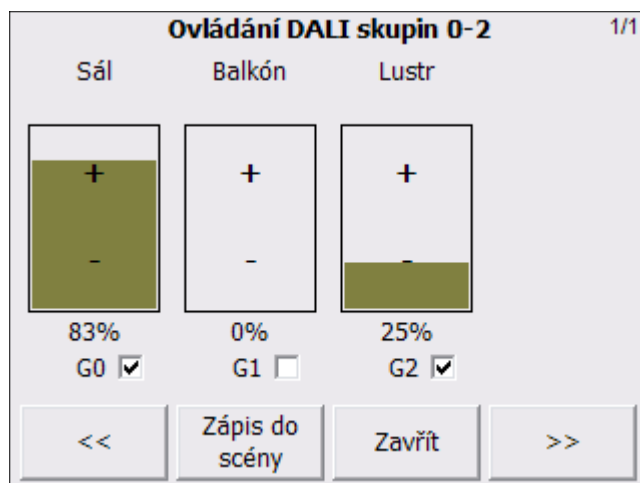 Ovládání DALI skupin 0-2 1/1
Sál Balkón Lustr
+ + +
- - -
83% 0% 25%
G0 G1 G2
<< Zápis do scény Zavřít >>